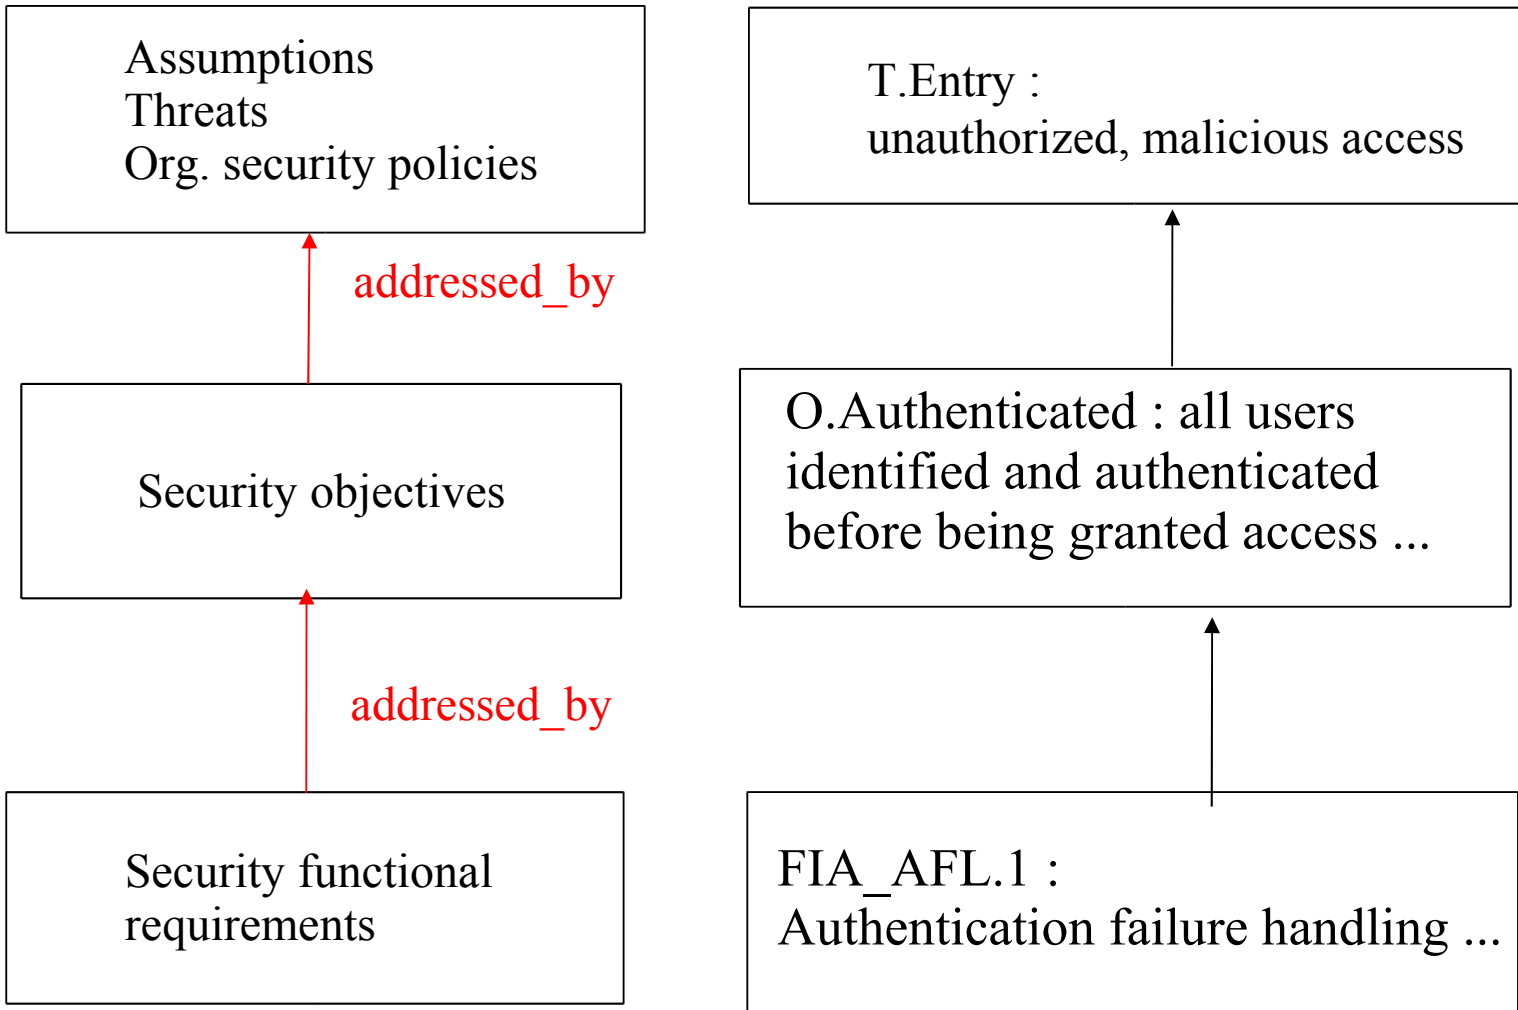 Assumptions
Threats
Org. security policies
addressed_by
Security objectives
addressed_by
Security functional
requirements
T.Entry :
unauthorized, malicious access
O.Authenticated : all users
identified and authenticated
before being granted access ...
FIA_AFL.1 :
Authentication failure handling ...